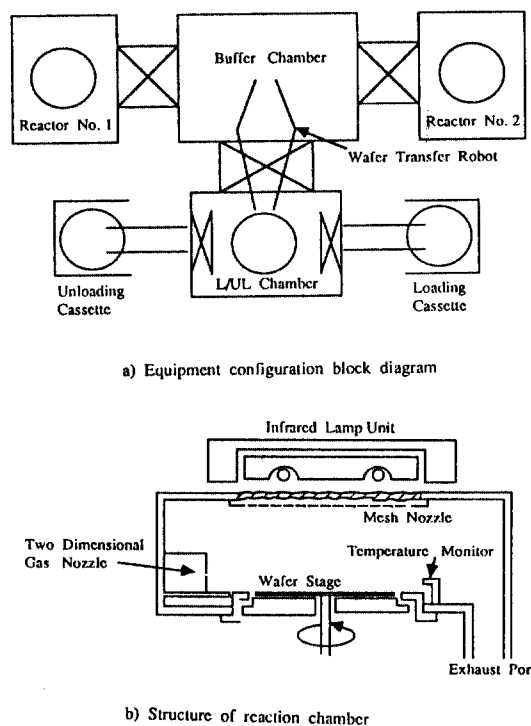 Buffer Chamber
Reactor No. 1
Reactor No. 2
Wafer Transfer Robot
L/UL Chamber
Unloading
Cassette
Loading
Cassette
a) Equipment configuration block diagram
Infrared Lamp Unit
Mesh Nozzle
Two Dimensional
Gas Nozzle
Temperature Monitor
Wafer Stage
Exhaust Por
b) Structure of reaction chamber